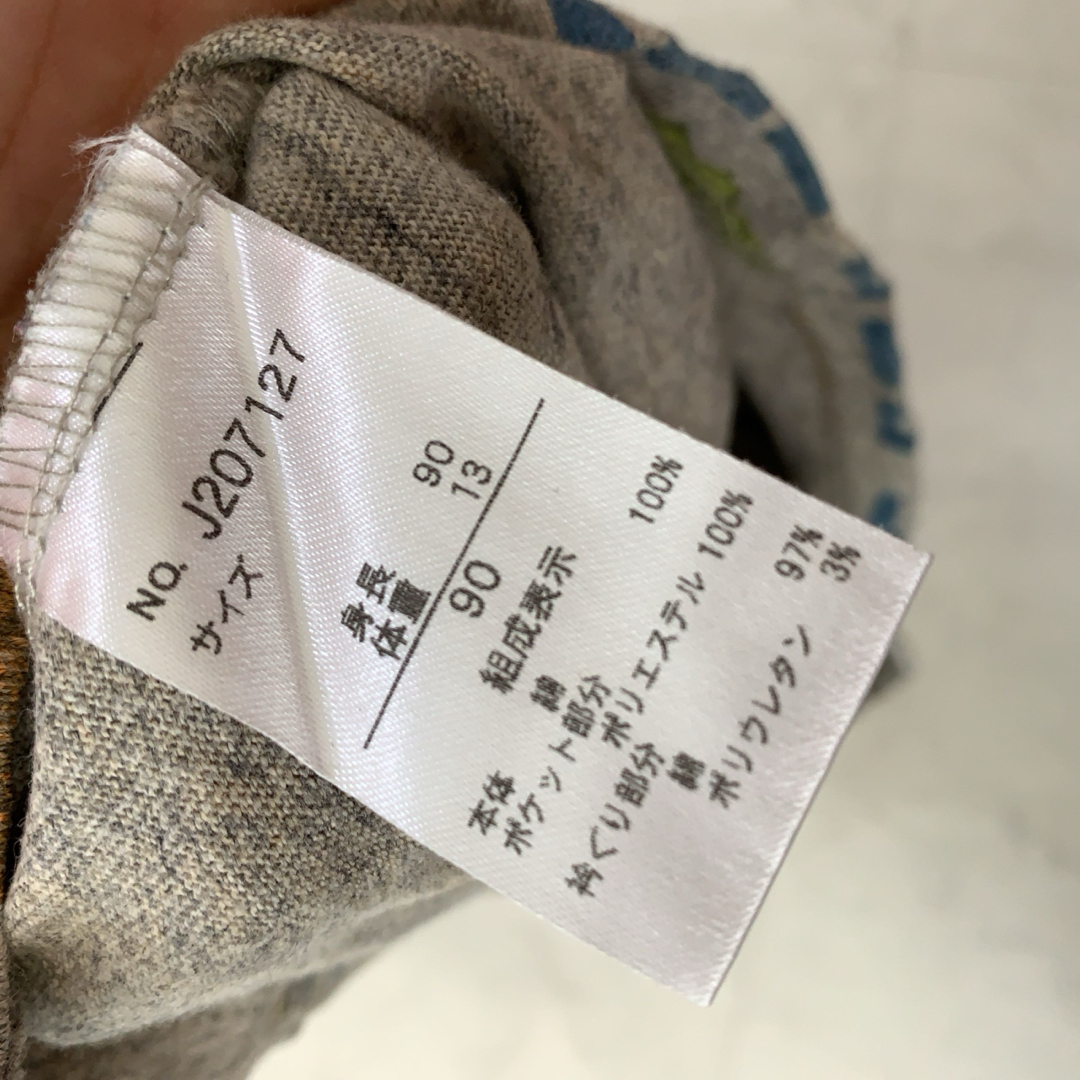 NO. J207127
サイズ
身長 90
体重 13
90
組成表示
本体
綿 100%
ポケット部分
ポリエステル 100%
衿ぐり部分
綿 97%
ポリウレタン 3%